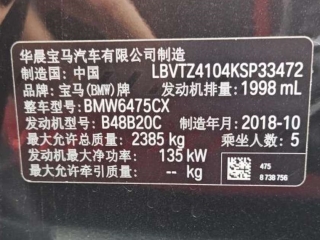 华晨宝马汽车有限公司制造
制造国：中国 LBVTZ4104KSP33472
品牌：宝马(BMW)牌 发动机排量：1998 mL
整车型号：BMW6475CX
发动机型号：B48B20C 制造年月：2018-10
最大允许总质量：2385 kg 乘坐人数：5
发动机最大净功率：135 kW
最大允许牵引质量：-- kg
475
8 738 756